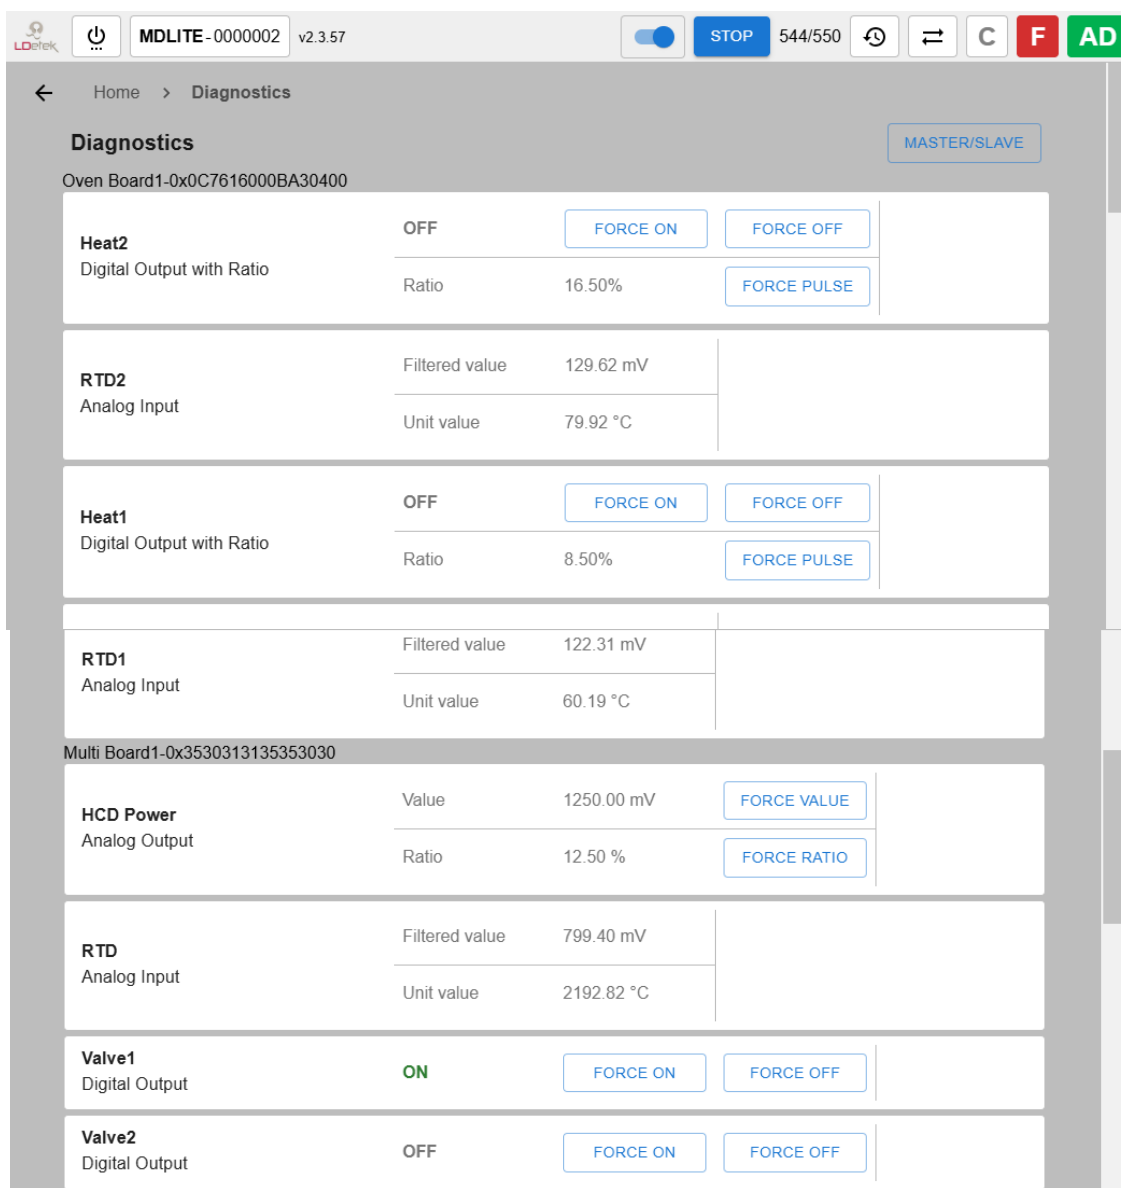 LDetek
MDLITE - 0000002
v2.3.57
STOP
544/550
C
F
AD
Home > Diagnostics
Diagnostics
MASTER/SLAVE
Oven Board1-0x0C7616000BA30400
Heat2
Digital Output with Ratio
OFF
FORCE ON
FORCE OFF
Ratio
16.50%
FORCE PULSE
RTD2
Analog Input
Filtered value
129.62 mV
Unit value
79.92 °C
Heat1
Digital Output with Ratio
OFF
FORCE ON
FORCE OFF
Ratio
8.50%
FORCE PULSE
RTD1
Analog Input
Filtered value
122.31 mV
Unit value
60.19 °C
Multi Board1-0x3530313135353030
HCD Power
Analog Output
Value
1250.00 mV
FORCE VALUE
Ratio
12.50 %
FORCE RATIO
RTD
Analog Input
Filtered value
799.40 mV
Unit value
2192.82 °C
Valve1
Digital Output
ON
FORCE ON
FORCE OFF
Valve2
Digital Output
OFF
FORCE ON
FORCE OFF